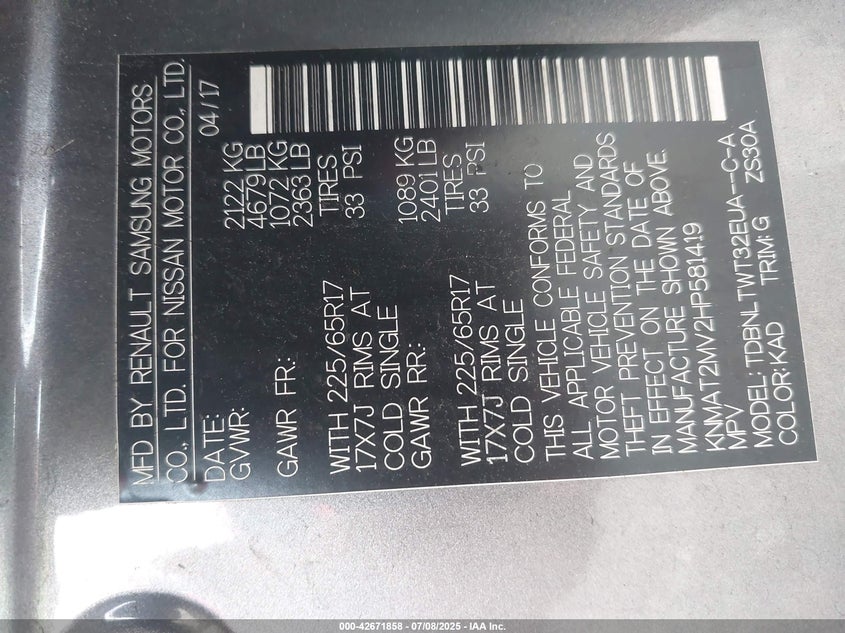 MFD BY RENAULT SAMSUNG MOTORS
CO., LTD. FOR NISSAN MOTOR CO., LTD.
DATE: 04/17
GVWR: 2122 KG
4679 LB
GAWR FR: 1072 KG
2363 LB
WITH 225/65R17 TIRES
17X7J RIMS AT 33 PSI
COLD SINGLE
GAWR RR: 1089 KG
2401 LB
WITH 225/65R17 TIRES
17X7J RIMS AT 33 PSI
COLD SINGLE
THIS VEHICLE CONFORMS TO
ALL APPLICABLE FEDERAL
MOTOR VEHICLE SAFETY AND
THEFT PREVENTION STANDARDS
IN EFFECT ON THE DATE OF
MANUFACTURE SHOWN ABOVE.
KNMAT2MV2HP581419
MPV
MODEL: TDBNLTWT32EUA--C-A
COLOR:KAD TRIM:G ZS30A
000-42671858 - 07/08/2025 - IAA Inc.